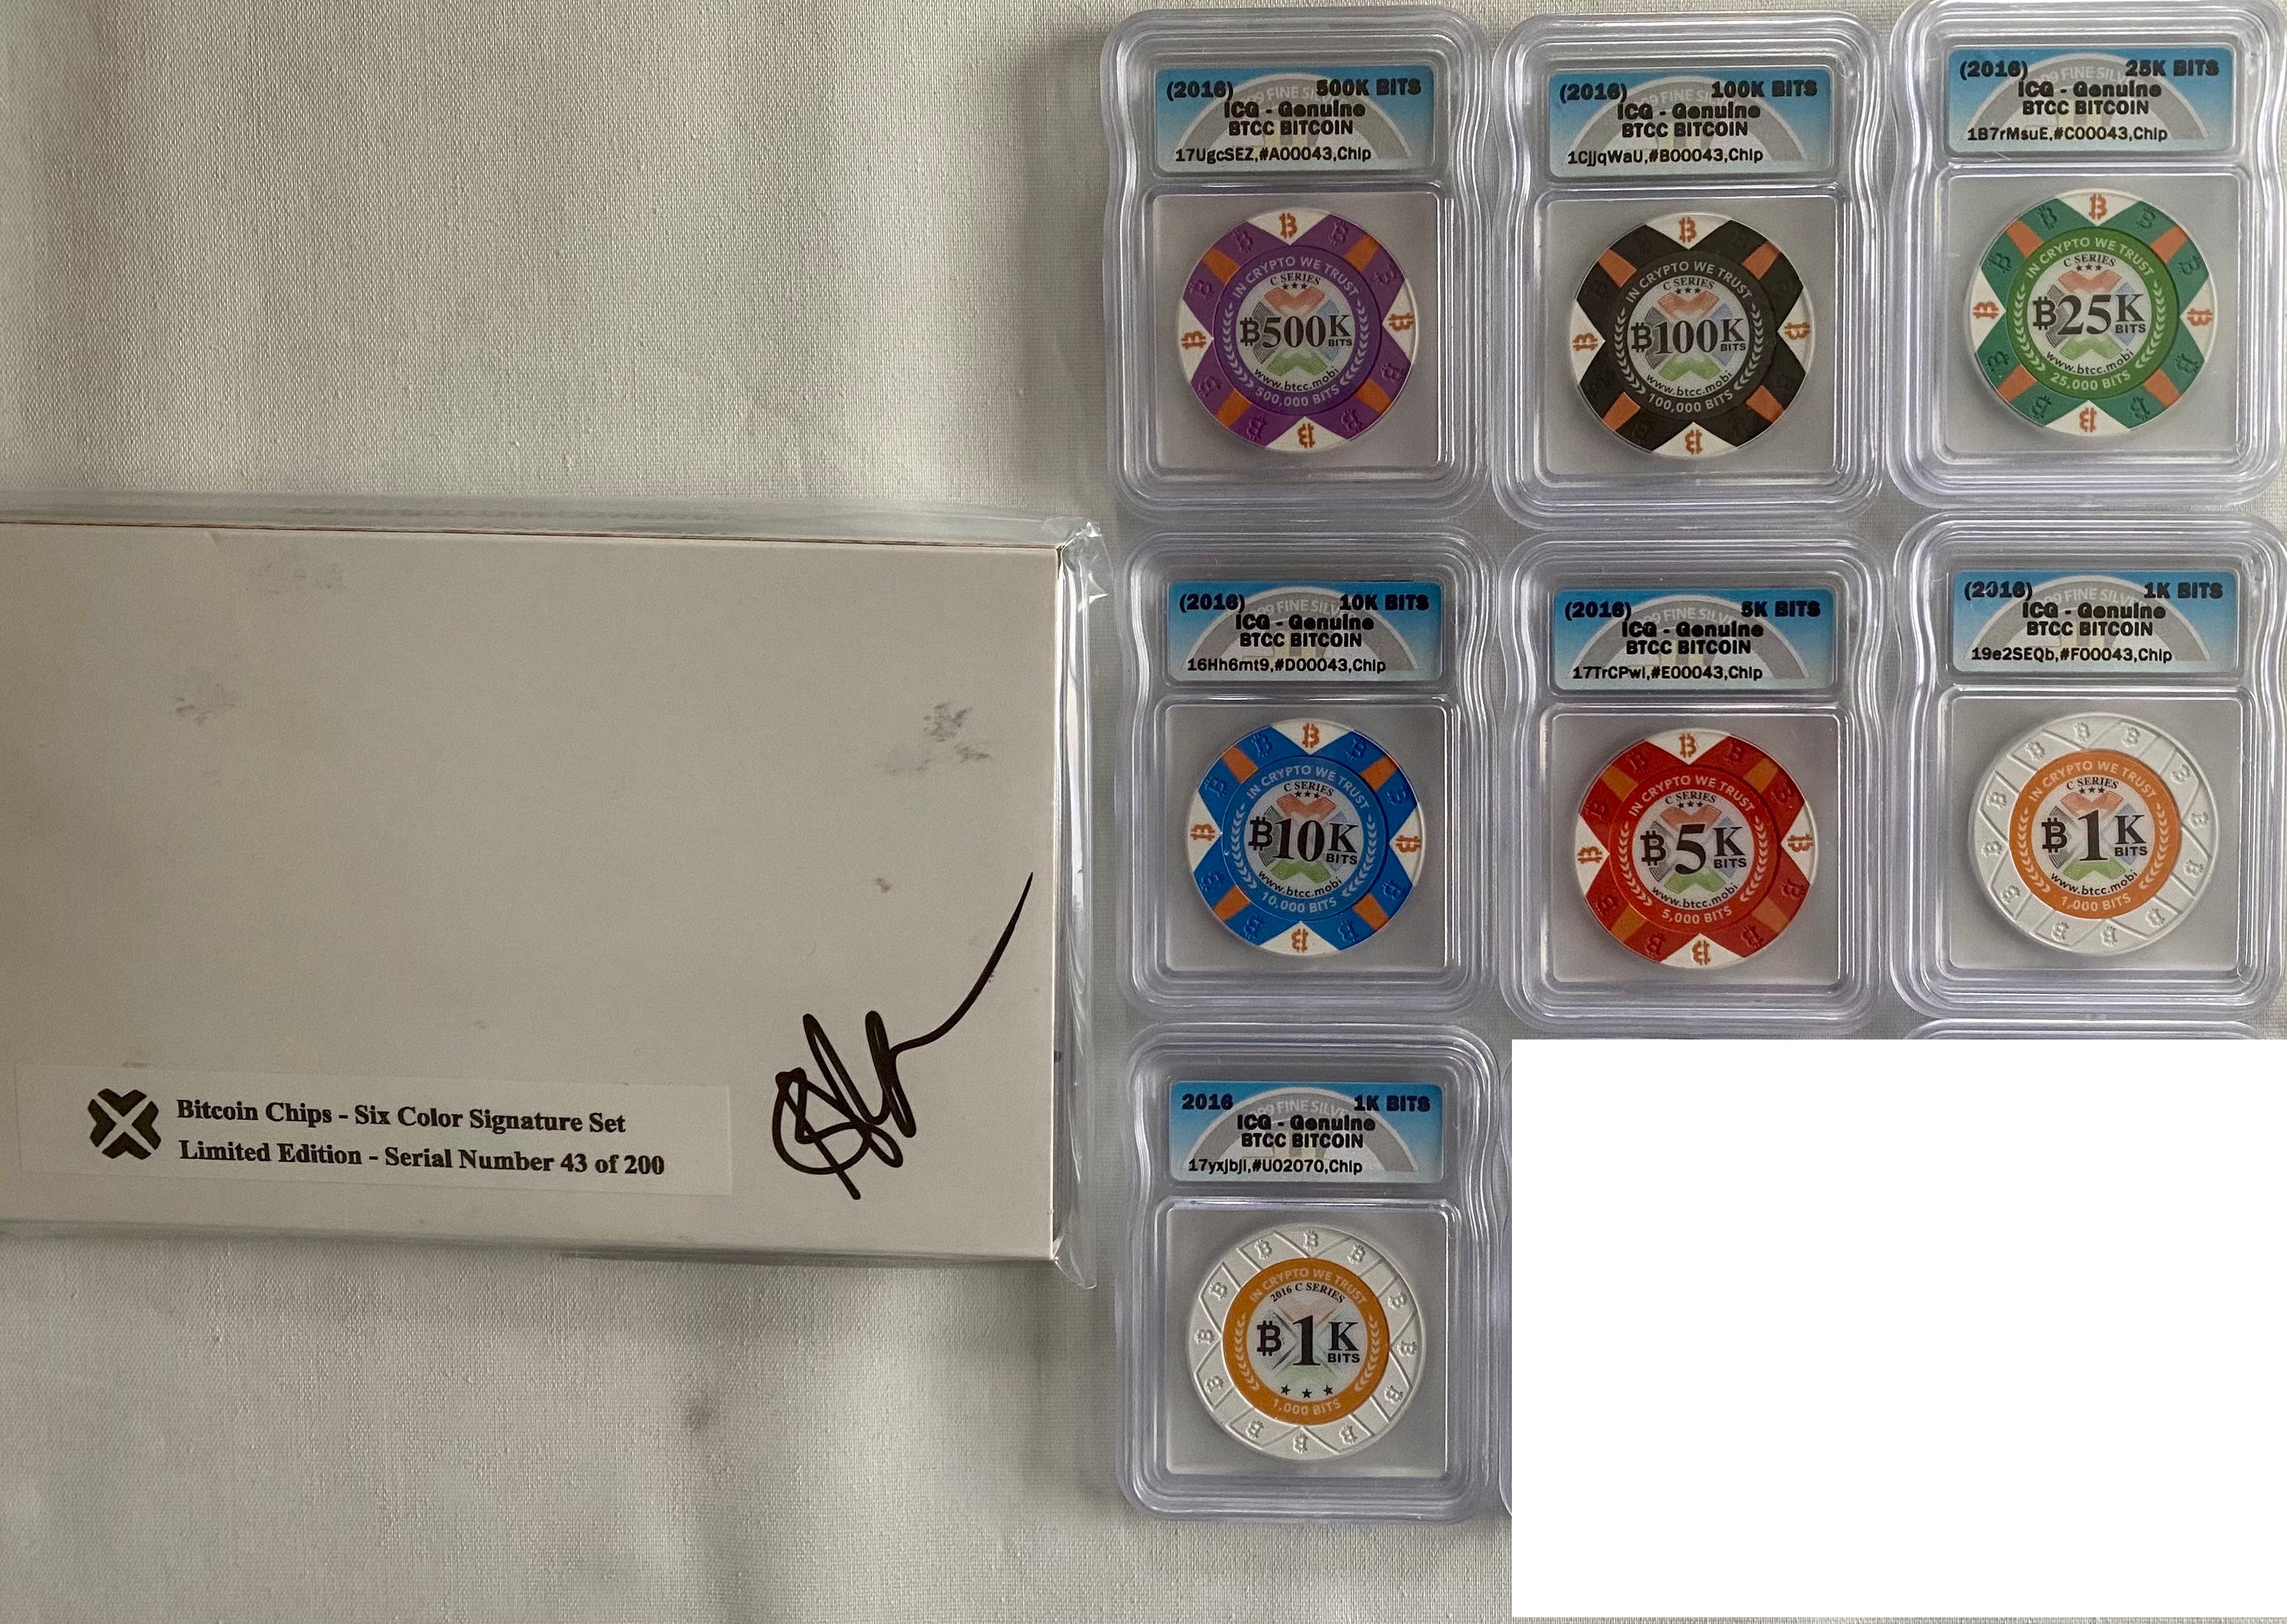 (2016) 500K BITS
ICG - Genuine
BTCC BITCOIN
17UgcSEZ,#A00043,Chip
IN CRYPTO WE TRUST
C SERIES
₿500K
BITS
www.btcc.mobi
500,000 BITS
(2016) 100K BITS
ICG - Genuine
BTCC BITCOIN
1CjJqWaU,#B00043,Chip
IN CRYPTO WE TRUST
C SERIES
₿100K
BITS
www.btcc.mobi
100,000 BITS
(2016) 25K BITS
ICG - Genuine
BTCC BITCOIN
1B7rMsuE,#C00043,Chip
IN CRYPTO WE TRUST
C SERIES
₿25K
BITS
www.btcc.mobi
25,000 BITS
(2016) 10K BITS
ICG - Genuine
BTCC BITCOIN
16Hh6mt9,#D00043,Chip
IN CRYPTO WE TRUST
C SERIES
₿10K
BITS
www.btcc.mobi
10,000 BITS
(2016) 5K BITS
ICG - Genuine
BTCC BITCOIN
17TrCPwi,#E00043,Chip
IN CRYPTO WE TRUST
C SERIES
₿5K
BITS
www.btcc.mobi
5,000 BITS
(2016) 1K BITS
ICG - Genuine
BTCC BITCOIN
19e2SEQb,#F00043,Chip
IN CRYPTO WE TRUST
C SERIES
₿1K
BITS
www.btcc.mobi
1,000 BITS
2016 1K BITS
ICG - Genuine
BTCC BITCOIN
17yxjbji,#U02070,Chip
IN CRYPTO WE TRUST
2016 C SERIES
₿1K
BITS
1,000 BITS
Bitcoin Chips - Six Color Signature Set
Limited Edition - Serial Number 43 of 200